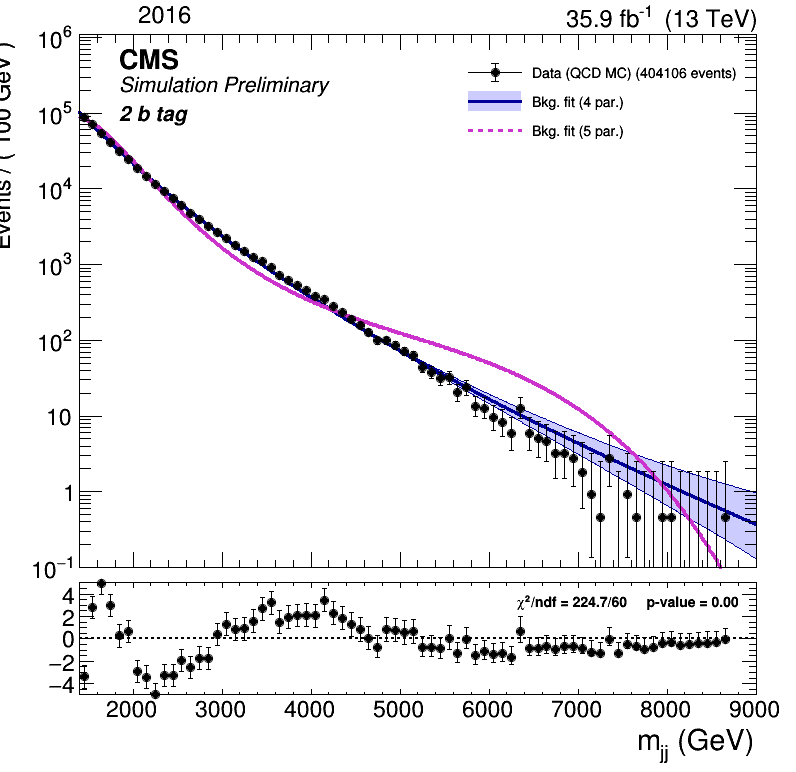 2016
35.9 fb⁻¹ (13 TeV)
CMS
Simulation Preliminary
2 b tag
Data (QCD MC) (404106 events)
Bkg. fit (4 par.)
Bkg. fit (5 par.)
Events / ( 100 GeV )
10⁶
10⁵
10⁴
10³
10²
10
1
10⁻¹
χ²/ndf = 224.7/60 p-value = 0.00
4
2
0
−2
−4
2000 3000 4000 5000 6000 7000 8000 9000
m_jj (GeV)